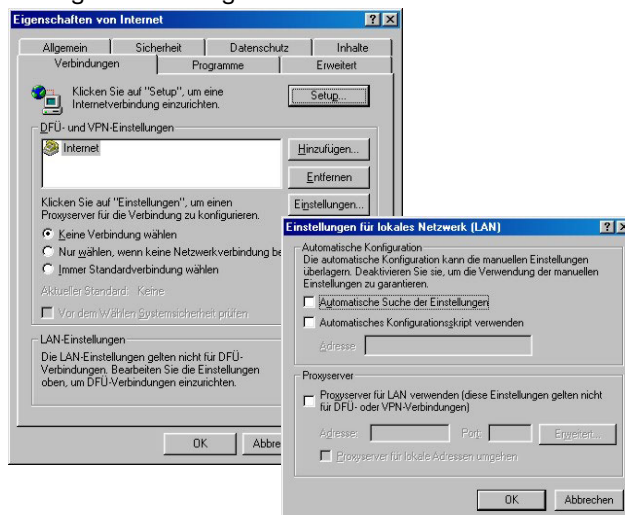 Eigenschaften von Internet
Allgemein
Sicherheit
Datenschutz
Inhalte
Verbindungen
Programme
Erweitert
Klicken Sie auf "Setup", um eine
Internetverbindung einzurichten.
Setup...
DFÜ- und VPN-Einstellungen
Internet
Hinzufügen...
Entfernen
Klicken Sie auf "Einstellungen", um einen
Proxyserver für die Verbindung zu konfigurieren.
Einstellungen...
Keine Verbindung wählen
Nur wählen, wenn keine Netzwerkverbindung be
Immer Standardverbindung wählen
Aktueller Standard: Keine
Vor dem Wählen Systemsicherheit prüfen
LAN-Einstellungen
Die LAN-Einstellungen gelten nicht für DFÜ-
Verbindungen. Bearbeiten Sie die Einstellungen
oben, um DFÜ-Verbindungen einzurichten.
OK
Abbre
Einstellungen für lokales Netzwerk (LAN)
Automatische Konfiguration
Die automatische Konfiguration kann die manuellen Einstellungen
überlagern. Deaktivieren Sie sie, um die Verwendung der manuellen
Einstellungen zu garantieren.
Automatische Suche der Einstellungen
Automatisches Konfigurationsskript verwenden
Adresse
Proxyserver
Proxyserver für LAN verwenden (diese Einstellungen gelten nicht
für DFÜ- oder VPN-Verbindungen)
Adresse:
Port:
Erweitert...
Proxyserver für lokale Adressen umgehen
OK
Abbrechen